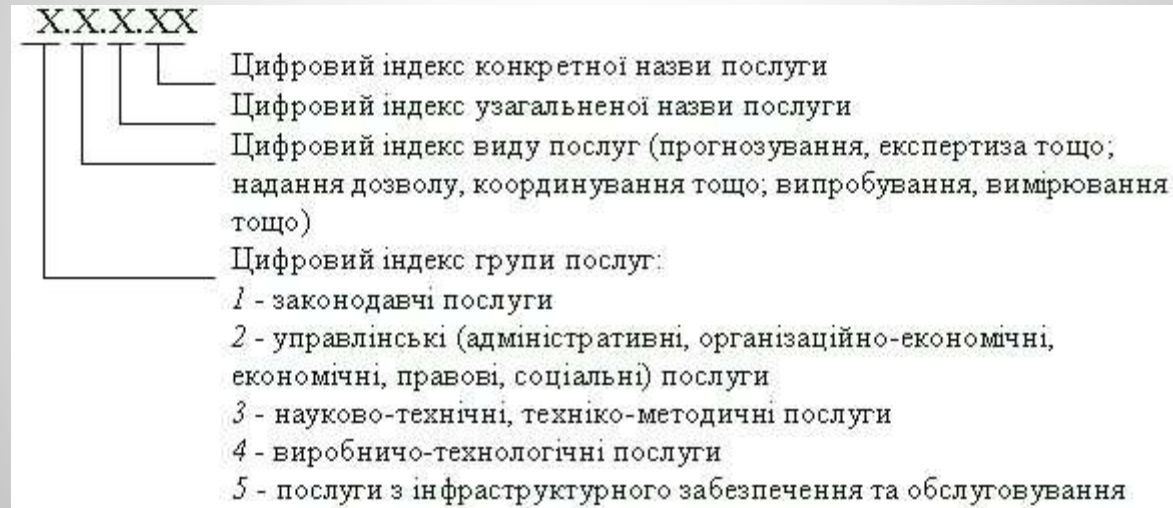 X.X.X.XX
Цифровий індекс конкретної назви послуги
Цифровий індекс узагальненої назви послуги
Цифровий індекс виду послуг (прогнозування, експертиза тощо;
надання дозволу, координування тощо; випробування, вимірювання
тощо)
Цифровий індекс групи послуг:
1 - законодавчі послуги
2 - управлінські (адміністративні, організаційно-економічні,
економічні, правові, соціальні) послуги
3 - науково-технічні, техніко-методичні послуги
4 - виробничо-технологічні послуги
5 - послуги з інфраструктурного забезпечення та обслуговування